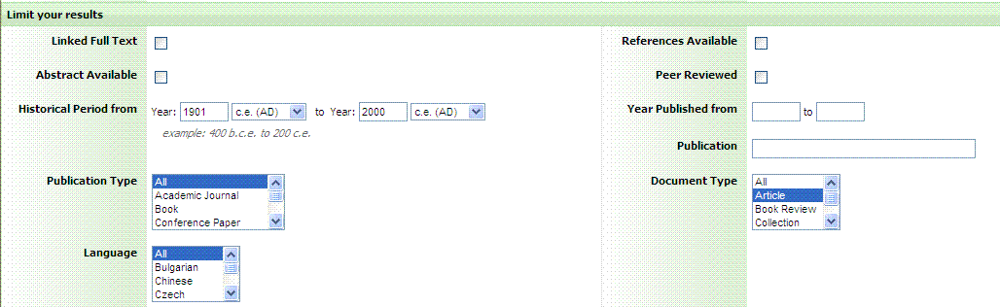 Limit your results
Linked Full Text
References Available
Abstract Available
Peer Reviewed
Historical Period from Year: 1901 c.e. (AD) to Year: 2000 c.e. (AD)
example: 400 b.c.e. to 200 c.e.
Year Published from to
Publication
Publication Type
All
Academic Journal
Book
Conference Paper
Document Type
All
Article
Book Review
Collection
Language
All
Bulgarian
Chinese
Czech